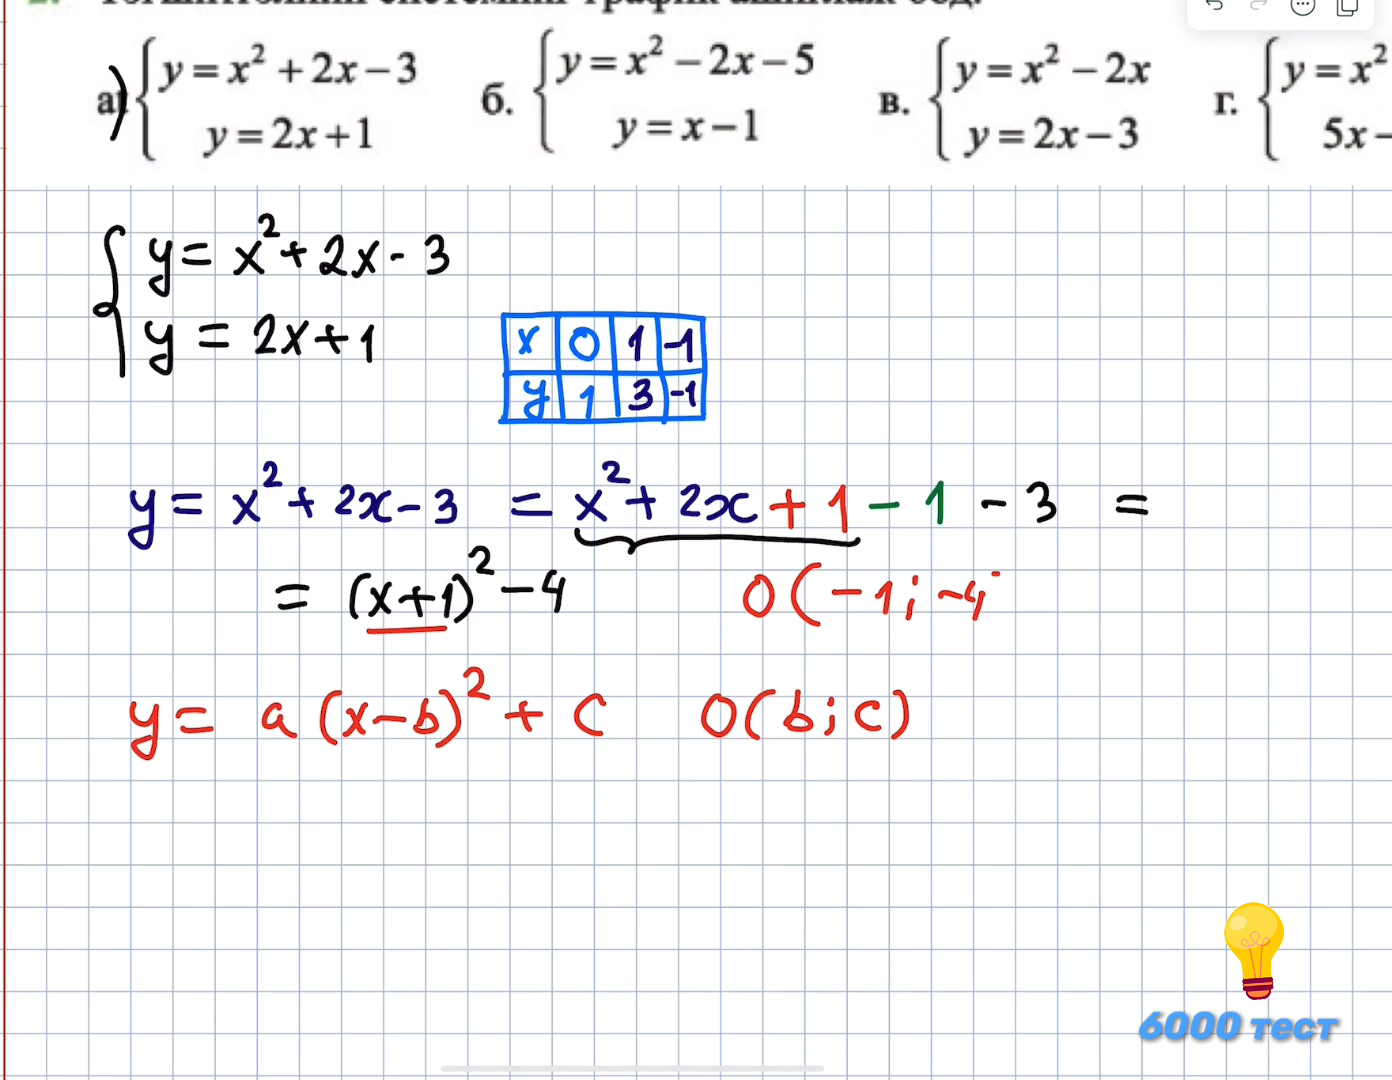 а) { y = x² + 2x − 3
y = 2x + 1
б. { y = x² − 2x − 5
y = x − 1
в. { y = x² − 2x
y = 2x − 3
г. { y = x²
5x −
{ y = x² + 2x - 3
y = 2x + 1
x 0 1 -1
y 1 3 -1
y = x² + 2x - 3 = x² + 2x + 1 - 1 - 3 =
= (x+1)² - 4 O(-1; -4
y = a(x-b)² + c O(b; c)
6000 тест